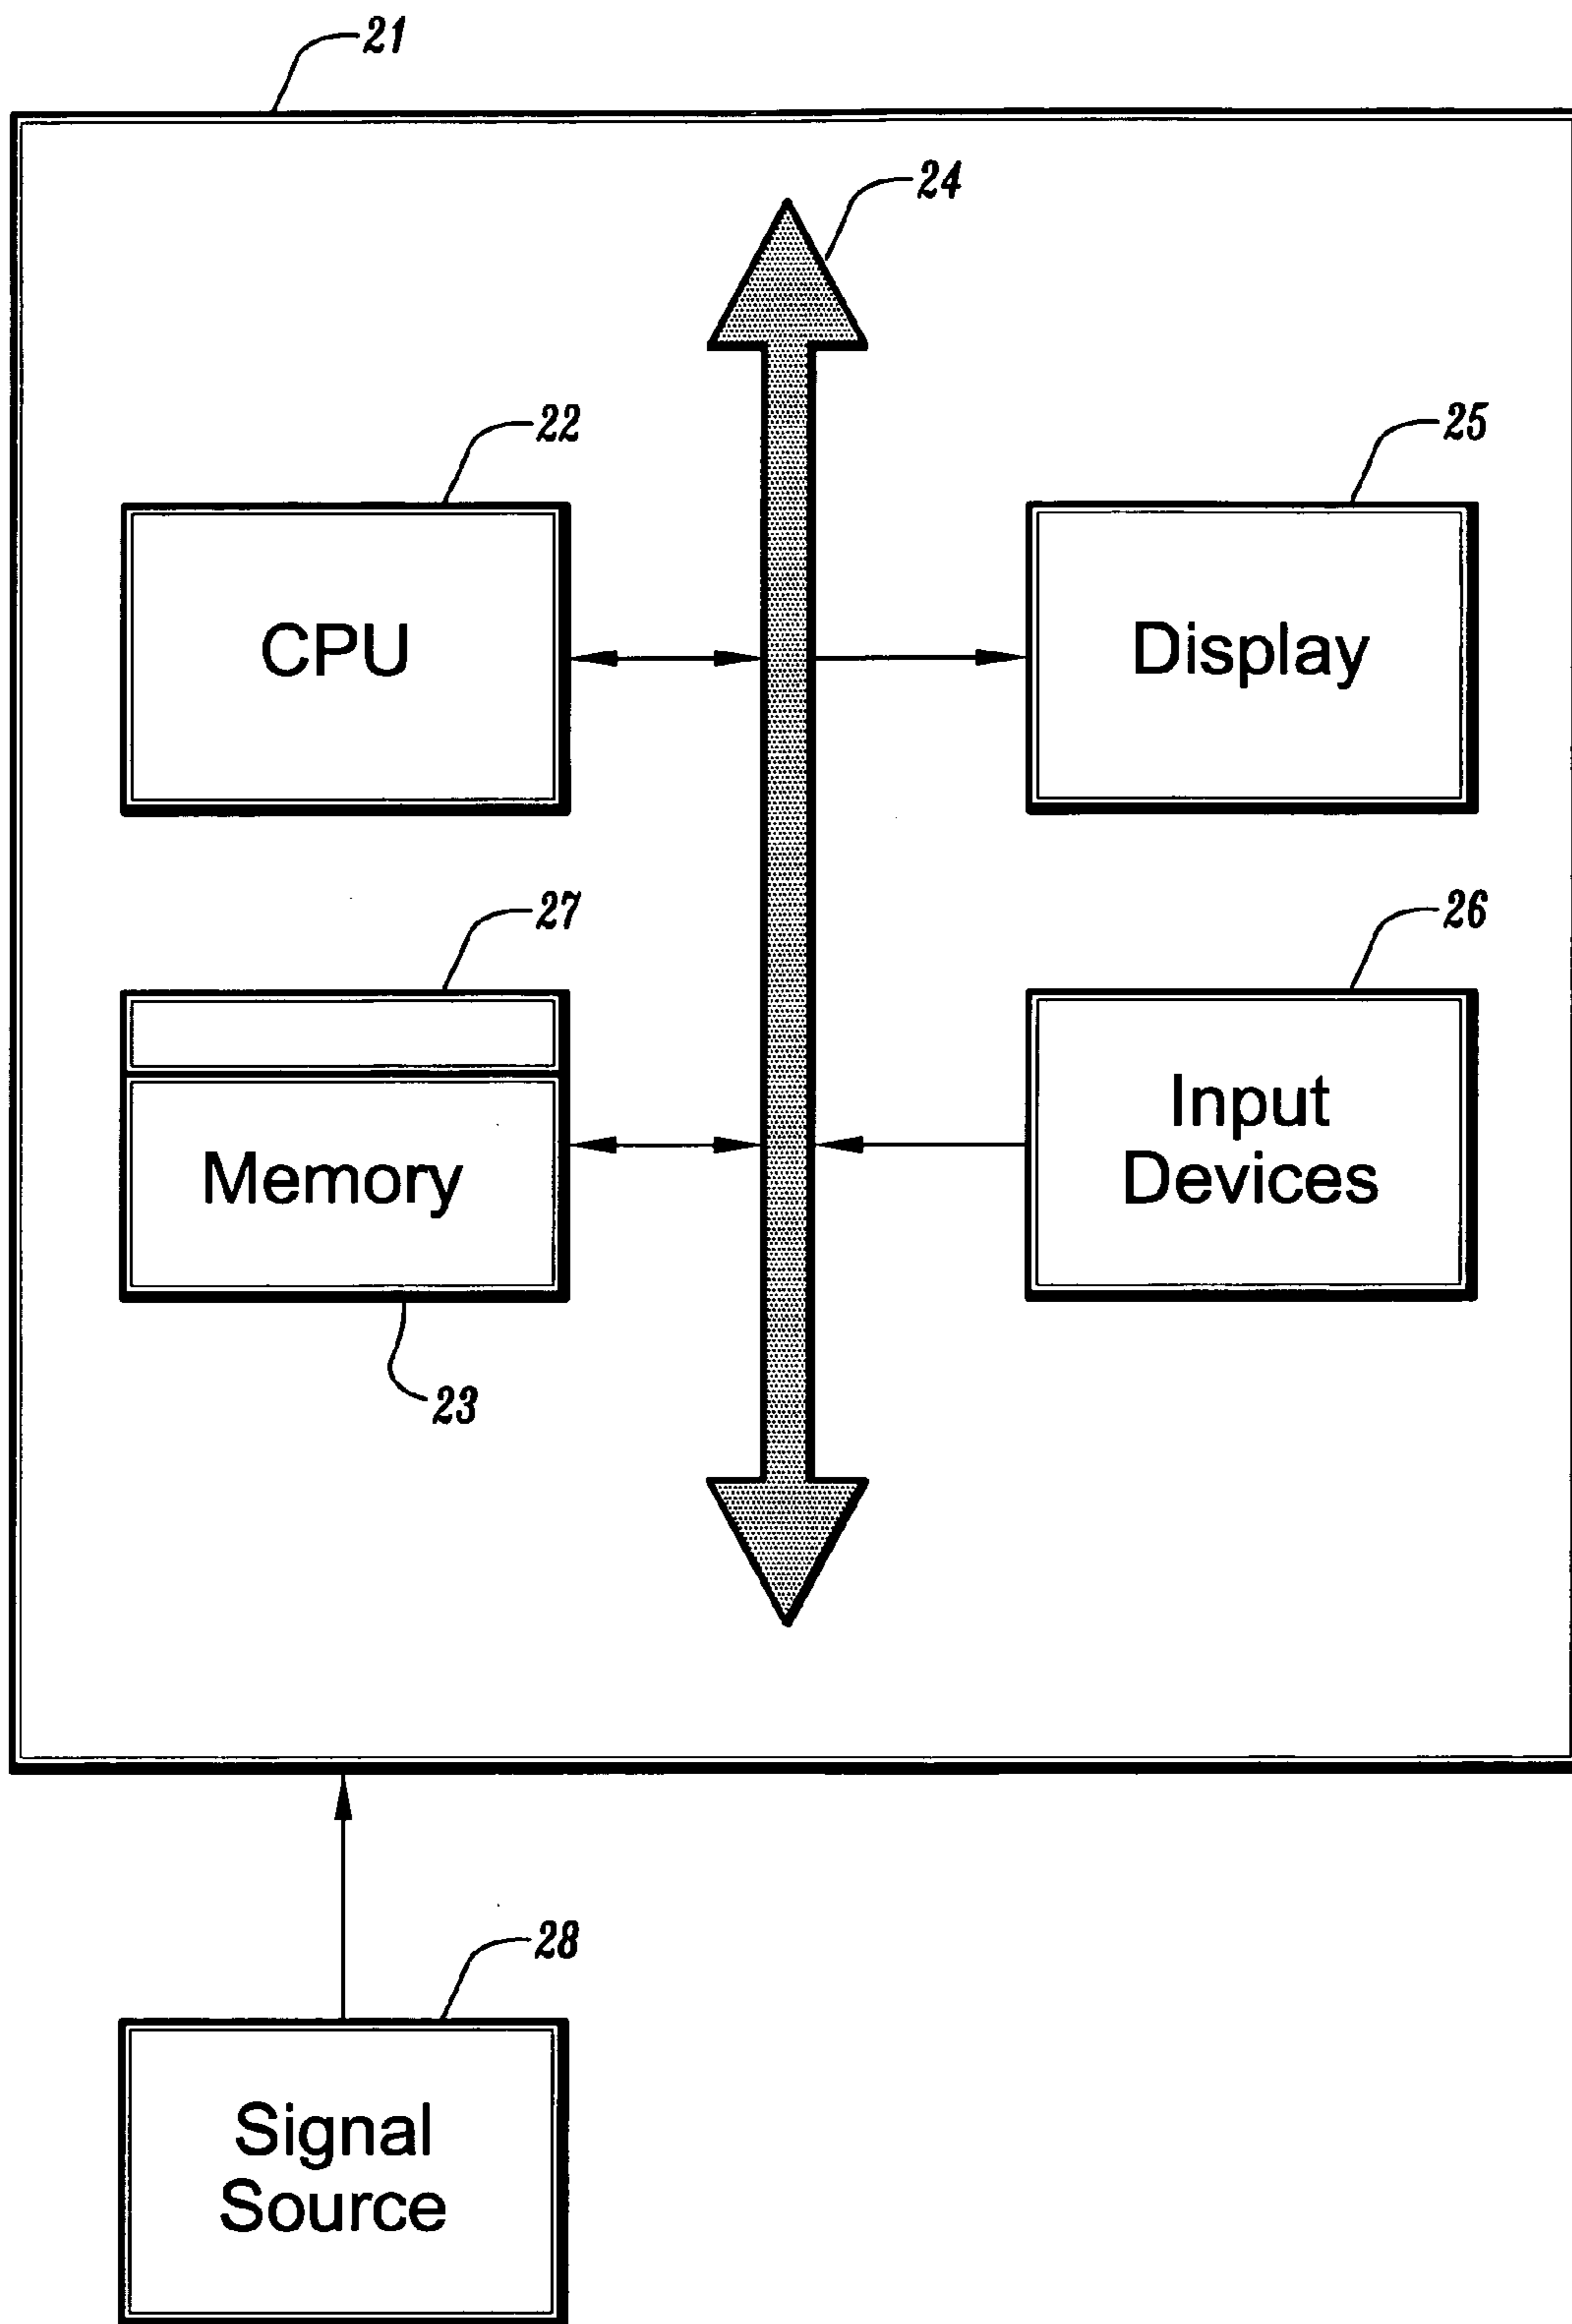 21
24
22
25
CPU
Display
27
26
Input
Devices
Memory
23
28
Signal
Source